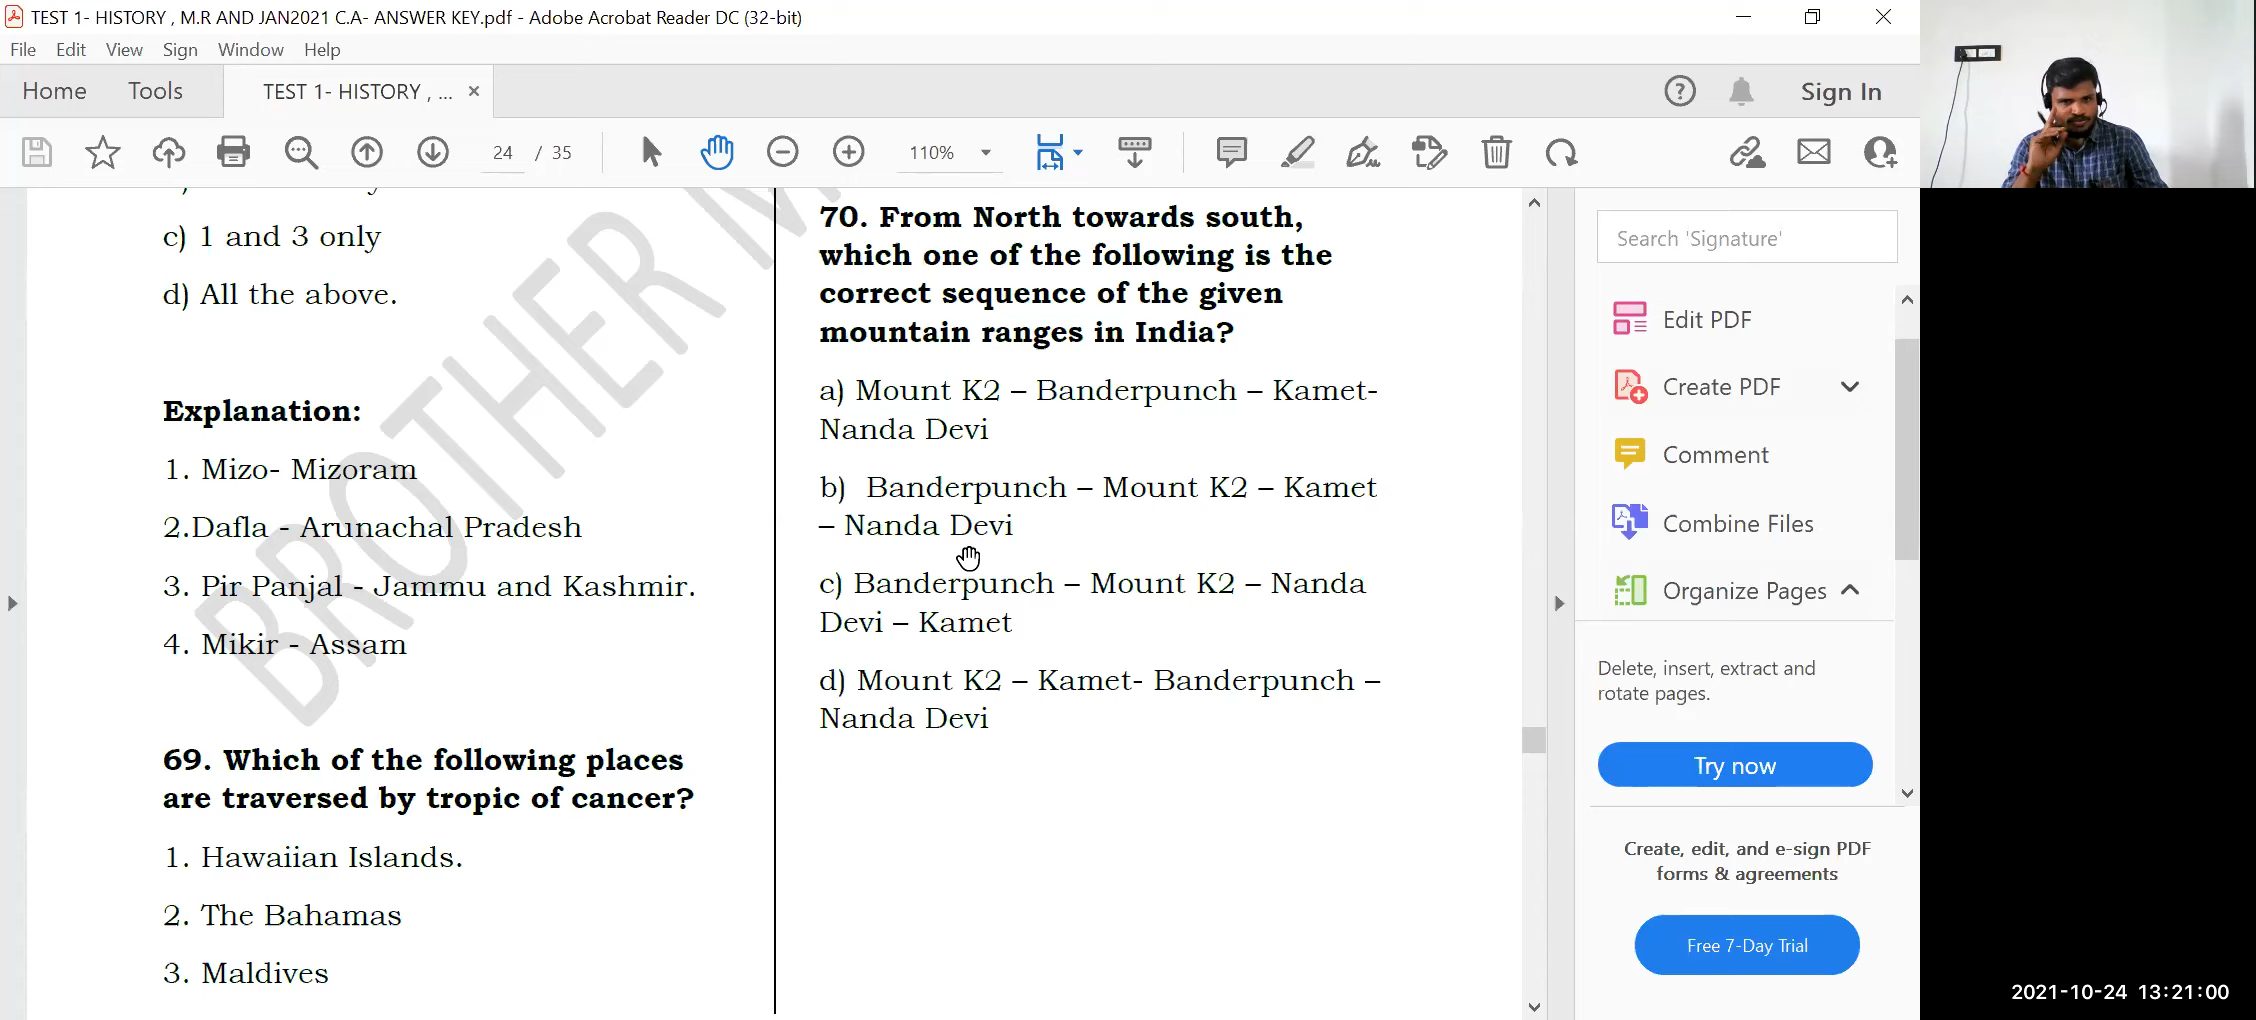 TEST 1- HISTORY , M.R AND JAN2021 C.A- ANSWER KEY.pdf - Adobe Acrobat Reader DC (32-bit)
File Edit View Sign Window Help
Home Tools TEST 1- HISTORY , ... × Sign In
24 / 35 110%
c) 1 and 3 only
d) All the above.
Explanation:
1. Mizo- Mizoram
2.Dafla - Arunachal Pradesh
3. Pir Panjal - Jammu and Kashmir.
4. Mikir - Assam
69. Which of the following places
are traversed by tropic of cancer?
1. Hawaiian Islands.
2. The Bahamas
3. Maldives
BROTHER M
70. From North towards south,
which one of the following is the
correct sequence of the given
mountain ranges in India?
a) Mount K2 – Banderpunch – Kamet-
Nanda Devi
b) Banderpunch – Mount K2 – Kamet
– Nanda Devi
c) Banderpunch – Mount K2 – Nanda
Devi – Kamet
d) Mount K2 – Kamet- Banderpunch –
Nanda Devi
Search 'Signature'
Edit PDF
Create PDF
Comment
Combine Files
Organize Pages
Delete, insert, extract and
rotate pages.
Try now
Create, edit, and e-sign PDF
forms & agreements
Free 7-Day Trial
2021-10-24 13:21:00